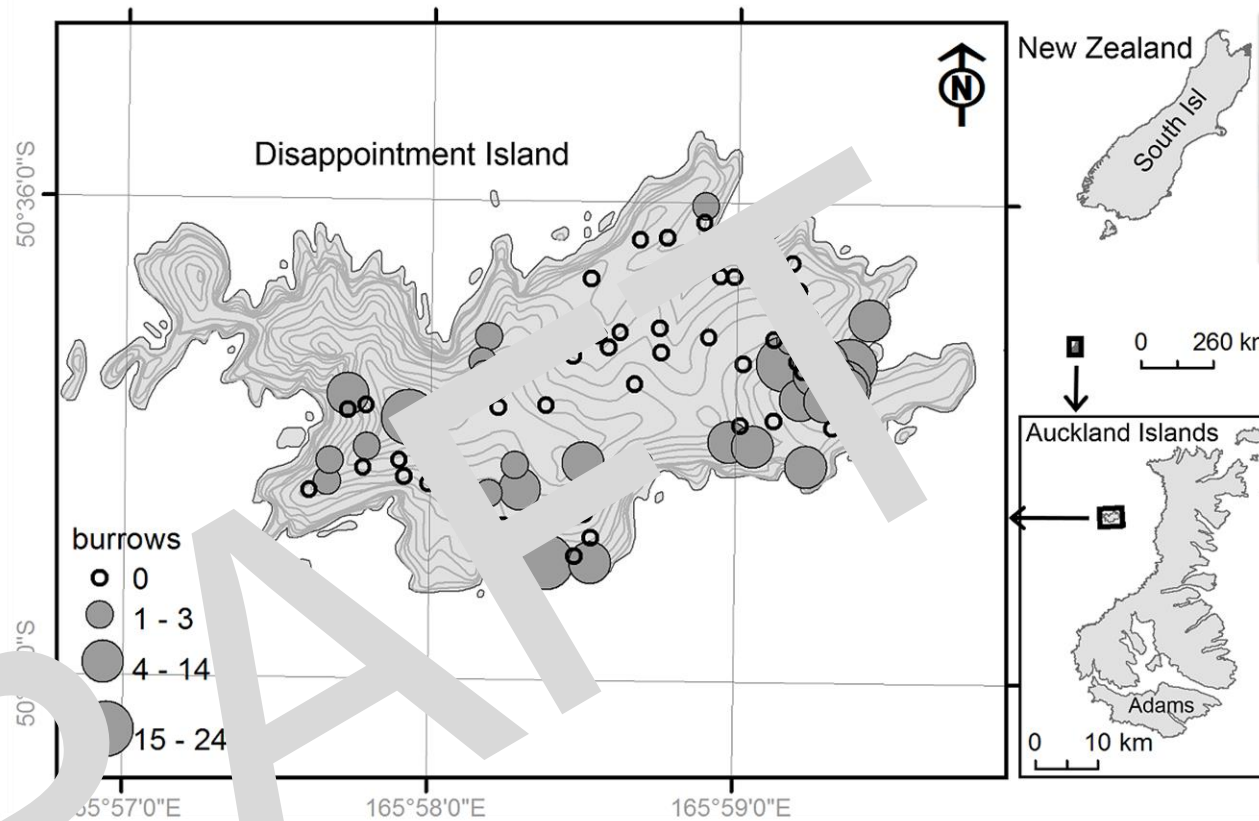 New Zealand
South Isl
N
Disappointment Island
50°36'0"S
0 260 km
Auckland Islands
burrows
0
1 - 3
4 - 14
15 - 24
Adams
0 10 km
165°58'0"E
165°59'0"E